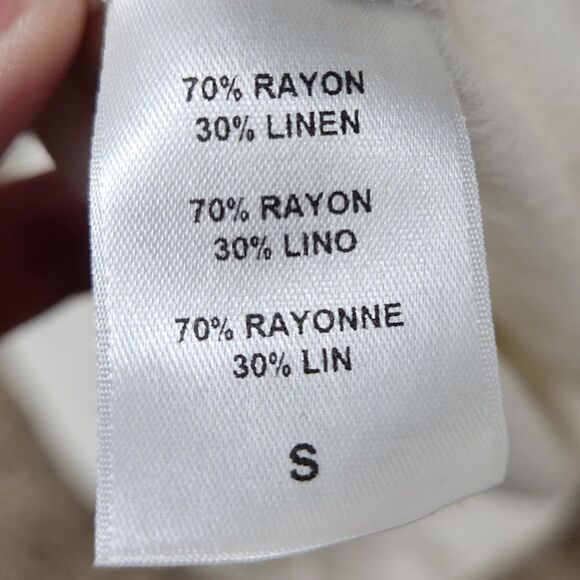 70% RAYON
30% LINEN
70% RAYON
30% LINO
70% RAYONNE
30% LIN
S